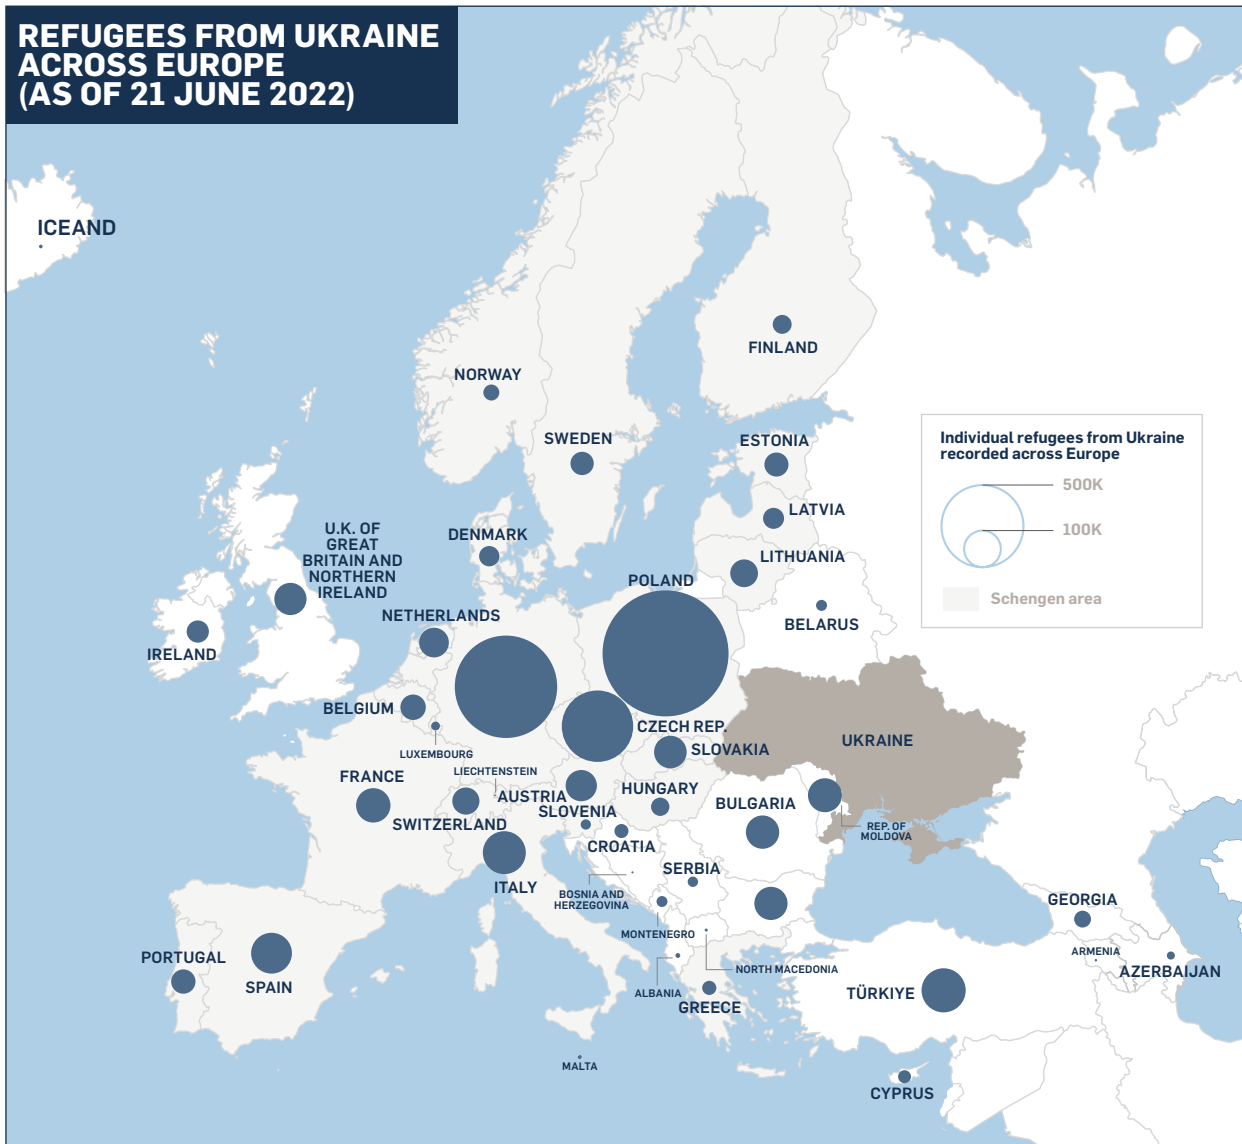 REFUGEES FROM UKRAINE
ACROSS EUROPE
(AS OF 21 JUNE 2022)
ICEAND
FINLAND
NORWAY
SWEDEN
ESTONIA
Individual refugees from Ukraine
recorded across Europe
500K
100K
Schengen area
LATVIA
U.K. OF
GREAT
BRITAIN AND
NORTHERN
IRELAND
DENMARK
LITHUANIA
POLAND
NETHERLANDS
BELARUS
IRELAND
BELGIUM
CZECH REP.
UKRAINE
SLOVAKIA
LUXEMBOURG
LIECHTENSTEIN
FRANCE
AUSTRIA
HUNGARY
SLOVENIA
BULGARIA
SWITZERLAND
REP. OF
MOLDOVA
CROATIA
SERBIA
ITALY
BOSNIA AND
HERZEGOVINA
GEORGIA
MONTENEGRO
ARMENIA
PORTUGAL
NORTH MACEDONIA
AZERBAIJAN
SPAIN
ALBANIA
TÜRKIYE
GREECE
MALTA
CYPRUS